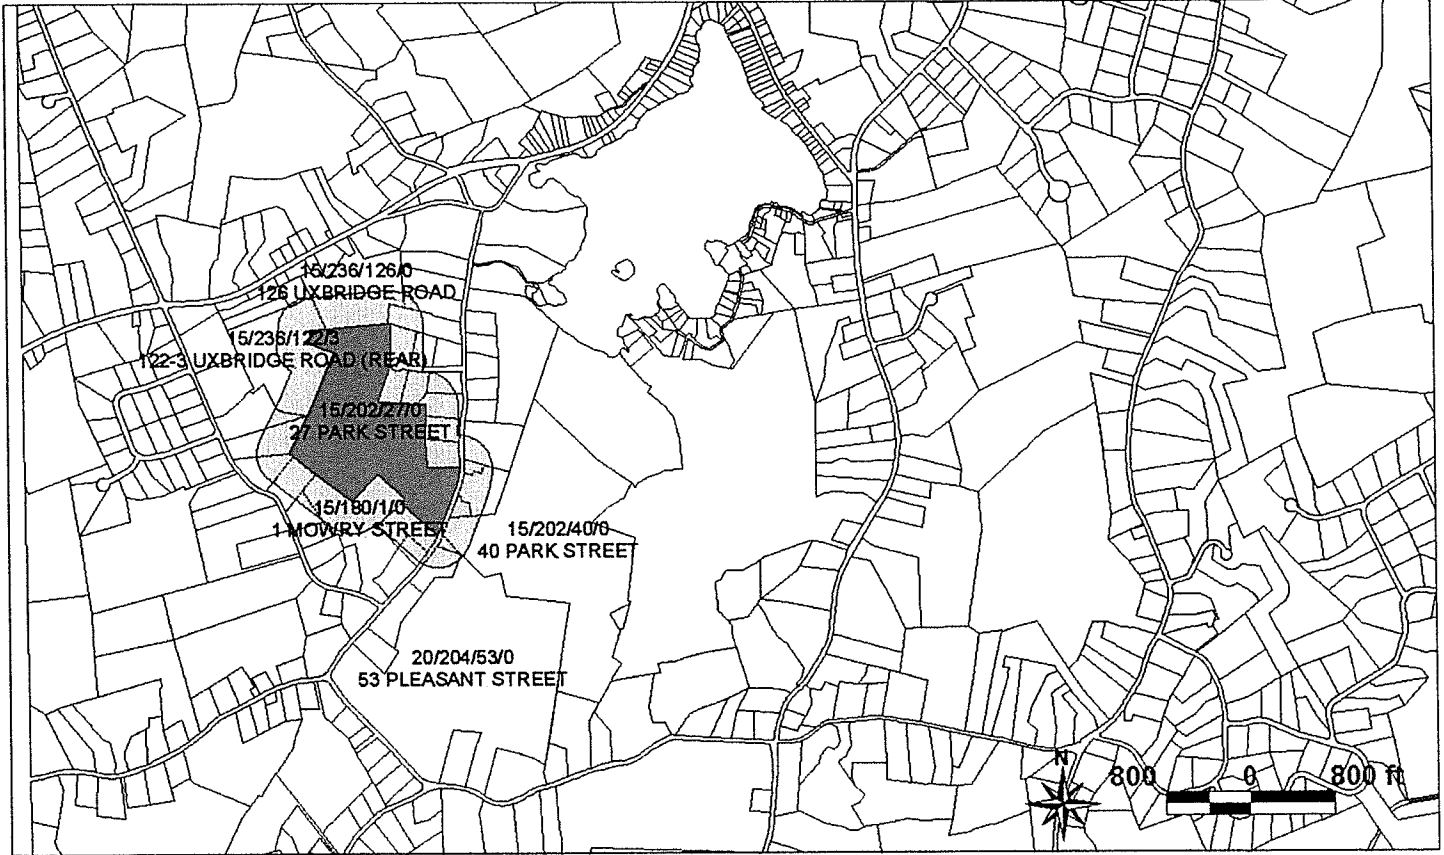 15/236/126/0
126 UXBRIDGE ROAD
15/236/122/3
122-3 UXBRIDGE ROAD (REAR)
15/202/27/0
27 PARK STREET
15/180/1/0
1 MOWRY STREET
15/202/40/0
40 PARK STREET
20/204/53/0
53 PLEASANT STREET
N
800 0 800 ft